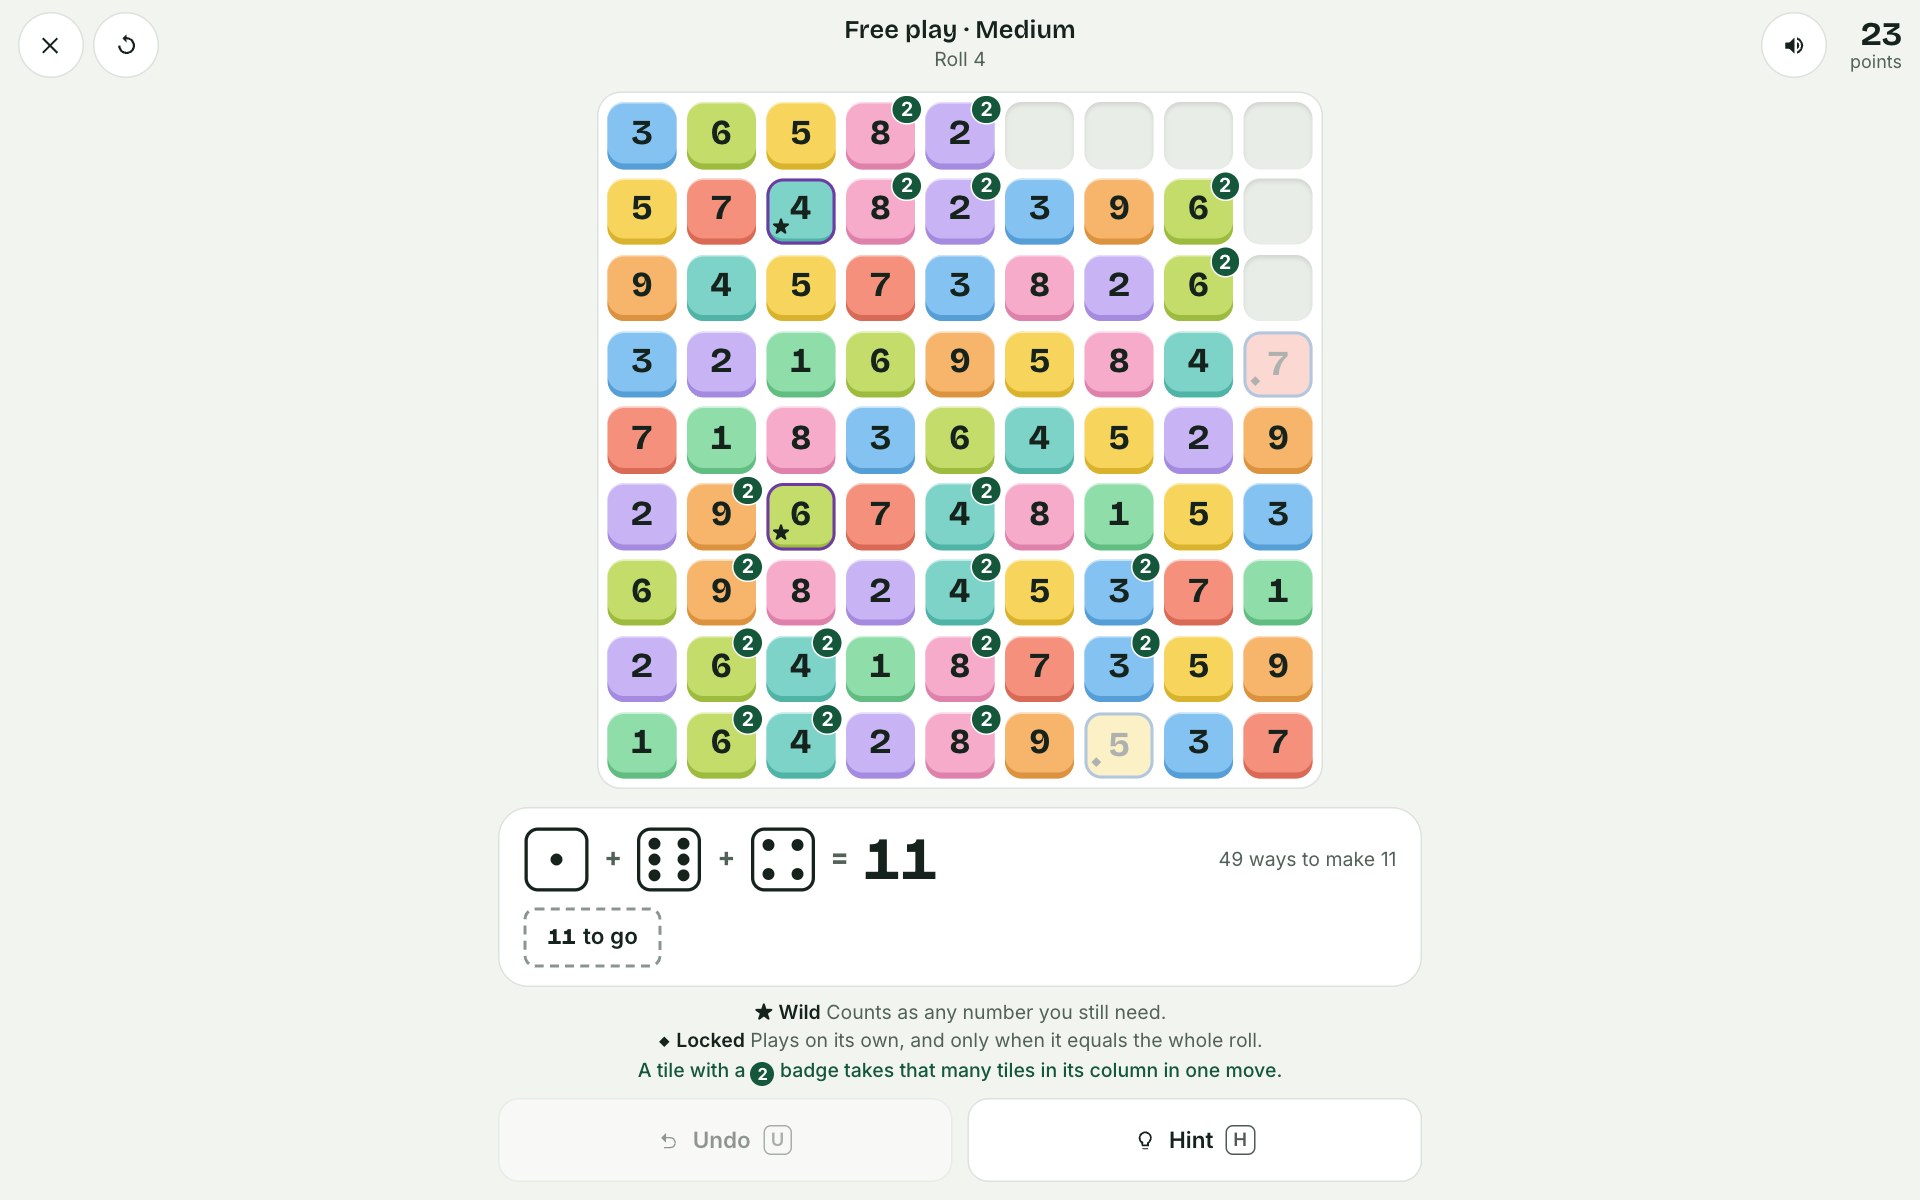 Free play · Medium
Roll 4
23
points
3 6 5 8 2 2 2
5 7 ★ 4 8 2 2 2 3 9 6 2
9 4 5 7 3 8 2 6 2
3 2 1 6 9 5 8 4 ◆ 7
7 1 8 3 6 4 5 2 9
2 9 2 ★ 6 7 4 2 8 1 5 3
6 9 2 8 2 4 2 5 3 2 7 1
2 6 2 4 2 1 8 2 7 3 2 5 9
1 6 2 4 2 2 8 2 9 ◆ 5 3 7
+ + = 11
49 ways to make 11
11 to go
★ Wild Counts as any number you still need.
◆ Locked Plays on its own, and only when it equals the whole roll.
A tile with a 2 badge takes that many tiles in its column in one move.
Undo U
Hint H